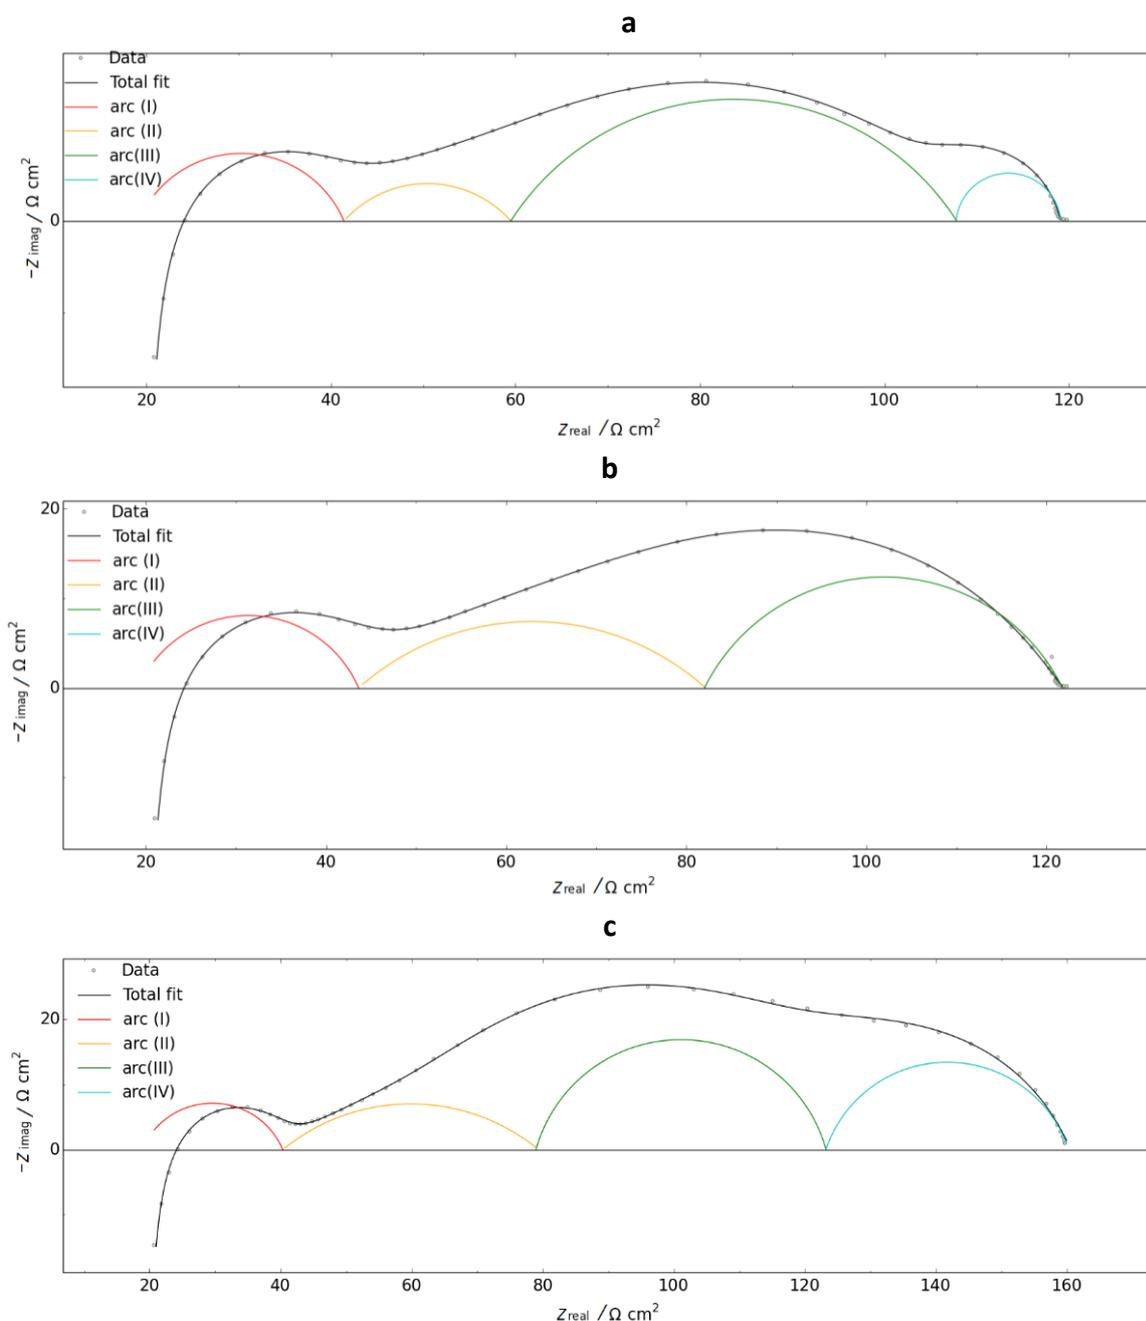 a
Data
Total fit
arc (I)
arc (II)
arc(III)
arc(IV)
−Z imag / Ω cm²
0
20 40 60 80 100 120
Z real / Ω cm²
b
20
Data
Total fit
arc (I)
arc (II)
arc(III)
arc(IV)
−Z imag / Ω cm²
0
20 40 60 80 100 120
Z real / Ω cm²
c
Data
Total fit
arc (I)
arc (II)
arc(III)
arc(IV)
20
−Z imag / Ω cm²
0
20 40 60 80 100 120 140 160
Z real / Ω cm²